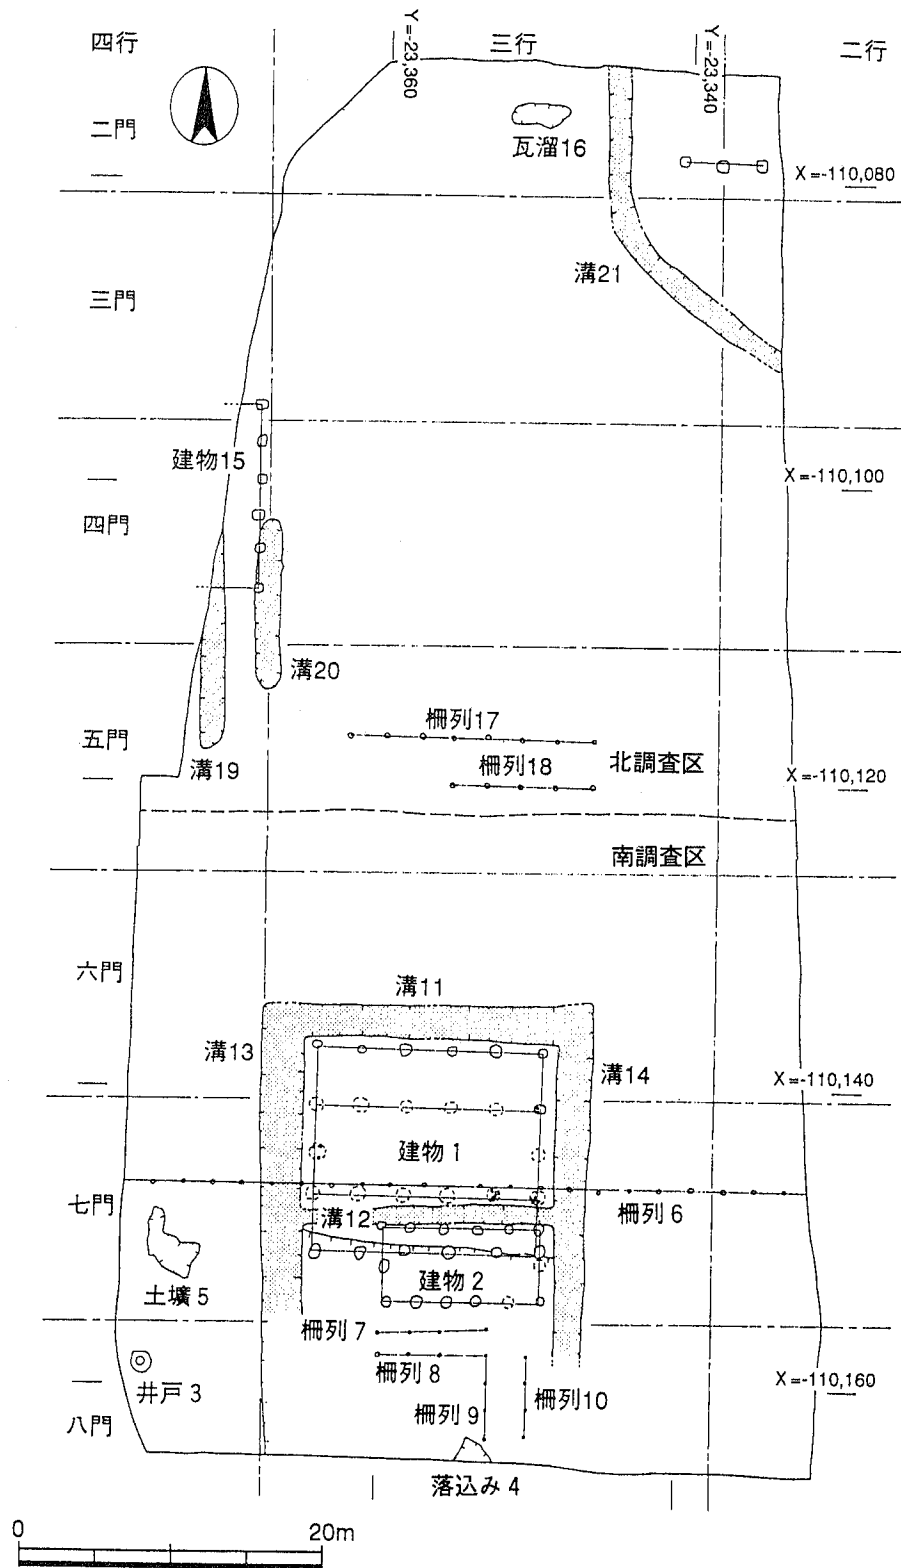 四行
Y=-23,360
三行
Y=-23,340
二行
二門
瓦溜16
X=-110,080
溝21
三門
建物15
X=-110,100
四門
溝20
柵列17
五門
溝19
柵列18
北調査区
X=-110,120
南調査区
六門
溝11
溝13
溝14
X=-110,140
建物1
七門
溝12
柵列6
土壙5
建物2
柵列7
柵列8
井戸3
柵列9
柵列10
X=-110,160
八門
落込み4
0
20m